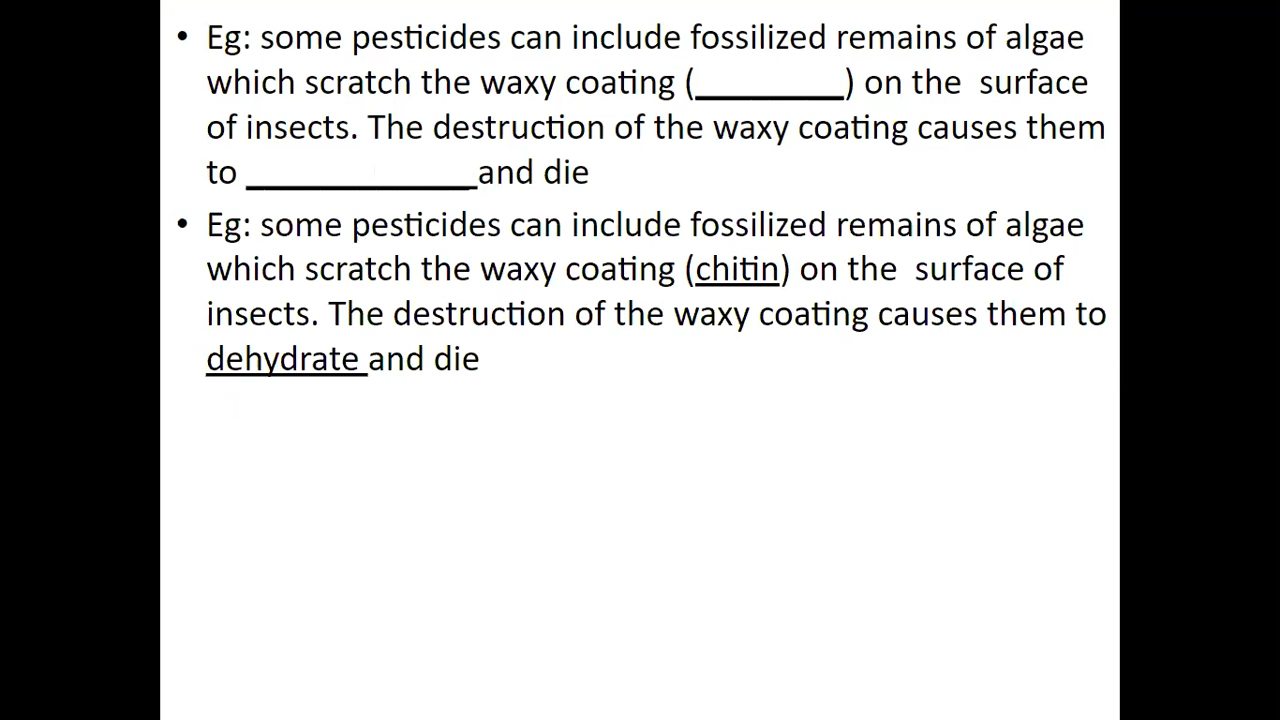 • Eg: some pesticides can include fossilized remains of algae
which scratch the waxy coating (________) on the  surface
of insects. The destruction of the waxy coating causes them
to ____________and die
• Eg: some pesticides can include fossilized remains of algae
which scratch the waxy coating (chitin) on the  surface of
insects. The destruction of the waxy coating causes them to
dehydrate and die